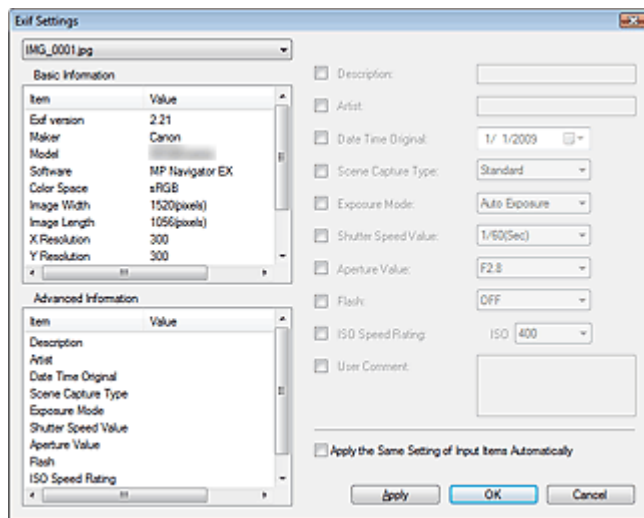 Exif Settings
IMG_0001.jpg
Basic Information
Item Value
Exif version 2.21
Maker Canon
Model
Software MP Navigator EX
Color Space sRGB
Image Width 1520(pixels)
Image Length 1056(pixels)
X Resolution 300
Y Resolution 300
Advanced Information
Item Value
Description
Artist
Date Time Original
Scene Capture Type
Exposure Mode
Shutter Speed Value
Aperture Value
Flash
ISO Speed Rating
Description:
Artist:
Date Time Original: 1/ 1/2009
Scene Capture Type: Standard
Exposure Mode: Auto Exposure
Shutter Speed Value: 1/60(Sec)
Aperture Value: F2.8
Flash: OFF
ISO Speed Rating: ISO 400
User Comment:
Apply the Same Setting of Input Items Automatically
Apply OK Cancel